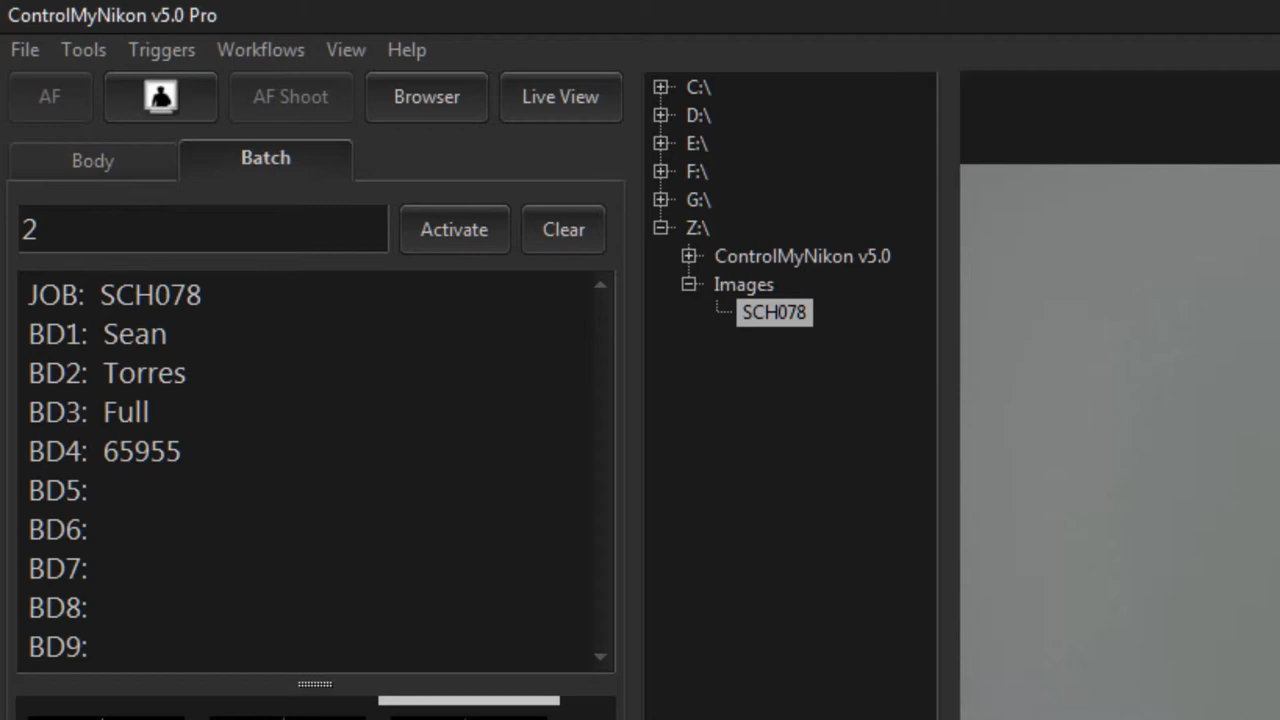 ControlMyNikon v5.0 Pro
File Tools Triggers Workflows View Help
AF AF Shoot Browser Live View
Body Batch
2 Activate Clear
JOB: SCH078
BD1: Sean
BD2: Torres
BD3: Full
BD4: 65955
BD5:
BD6:
BD7:
BD8:
BD9:
C:\
D:\
E:\
F:\
G:\
Z:\
ControlMyNikon v5.0
Images
SCH078